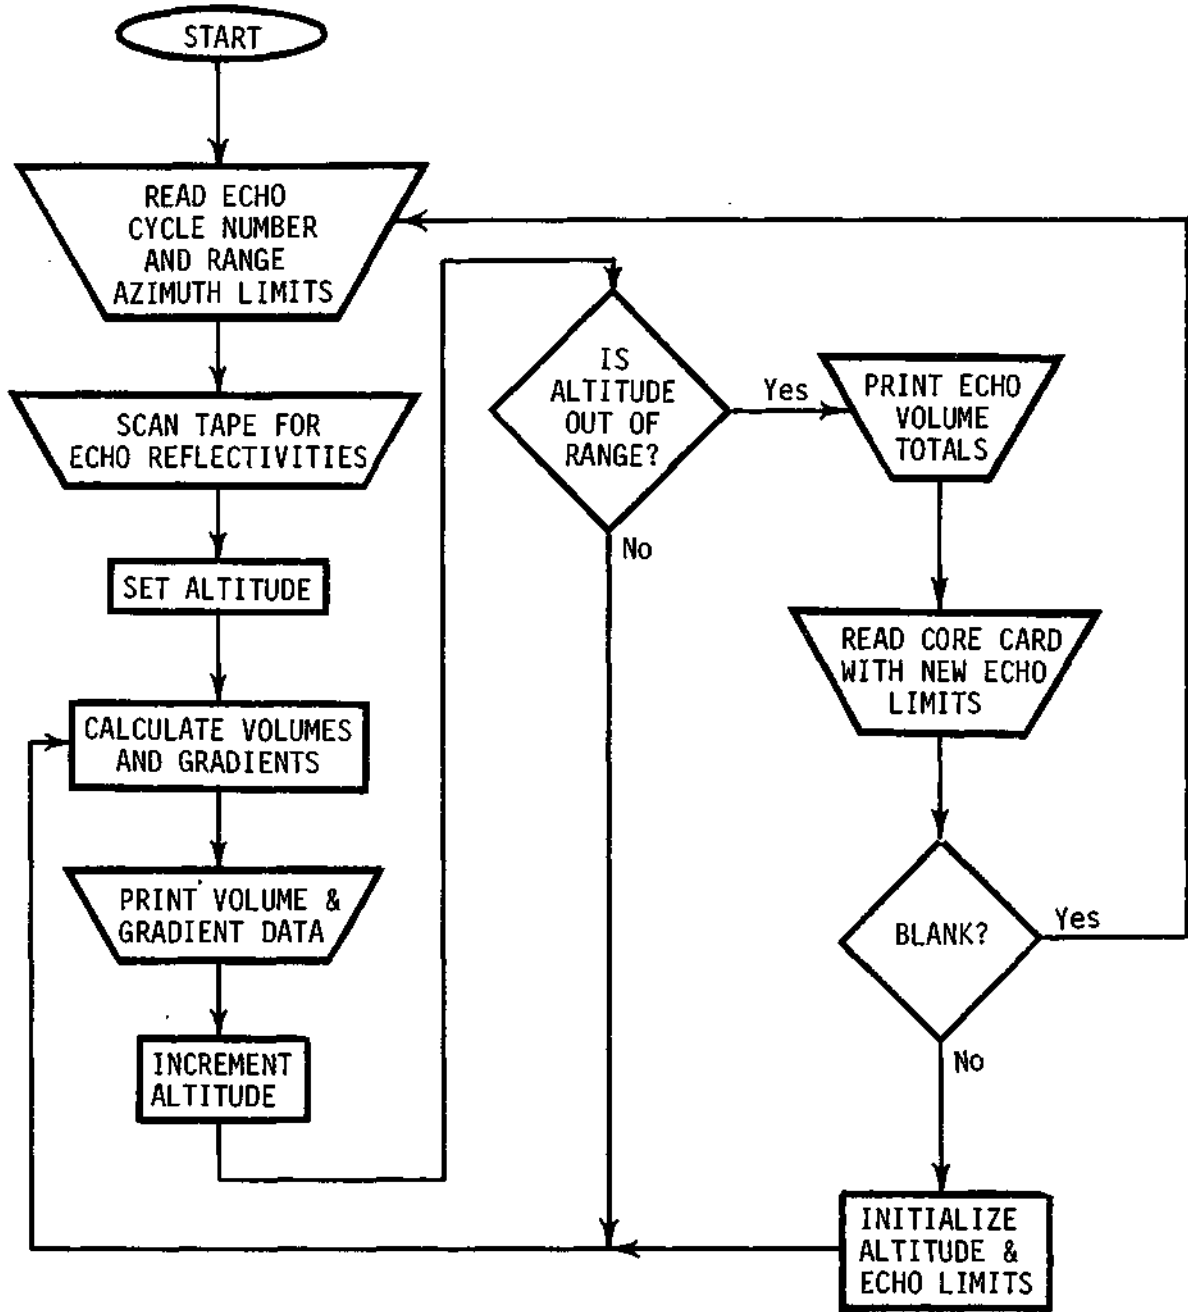 START
READ ECHO
CYCLE NUMBER
AND RANGE
AZIMUTH LIMITS
SCAN TAPE FOR
ECHO REFLECTIVITIES
SET ALTITUDE
CALCULATE VOLUMES
AND GRADIENTS
PRINT VOLUME &
GRADIENT DATA
INCREMENT
ALTITUDE
IS
ALTITUDE
OUT OF
RANGE?
Yes
No
PRINT ECHO
VOLUME
TOTALS
READ CORE CARD
WITH NEW ECHO
LIMITS
BLANK?
Yes
No
INITIALIZE
ALTITUDE &
ECHO LIMITS